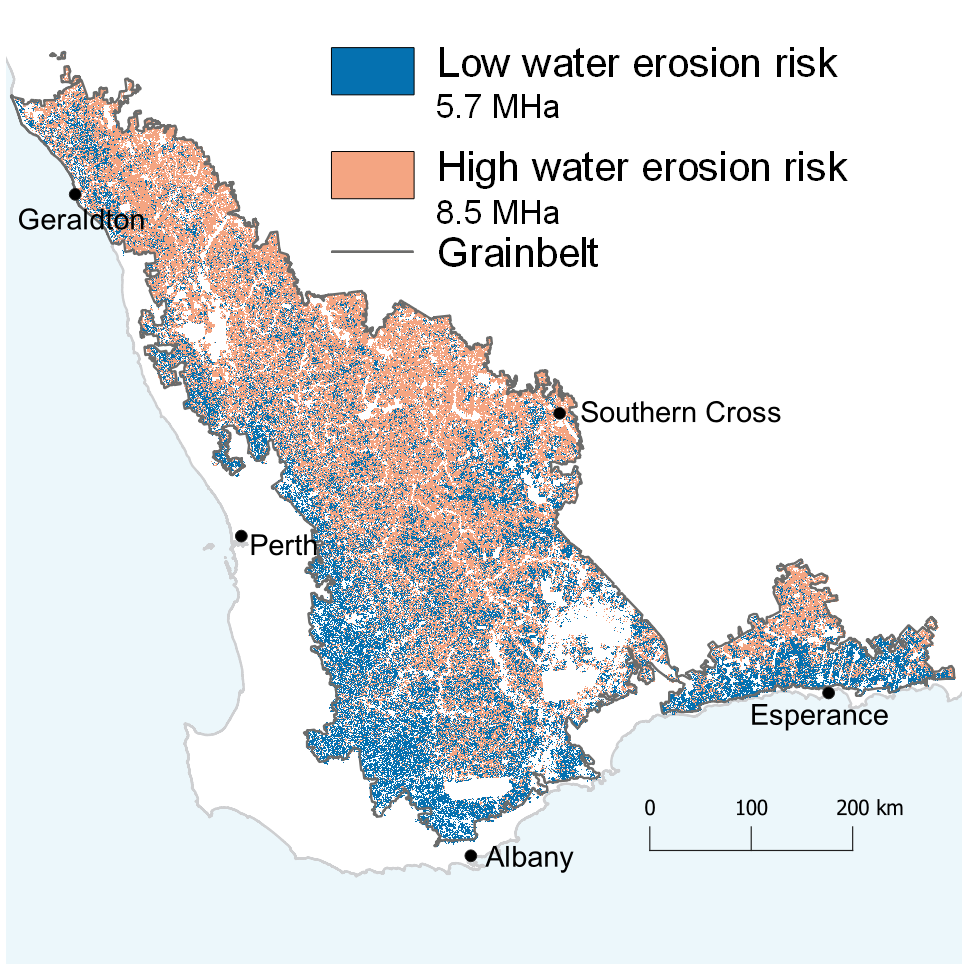 Low water erosion risk
5.7 MHa
High water erosion risk
8.5 MHa
Grainbelt
Geraldton
Southern Cross
Perth
Esperance
0 100 200 km
Albany